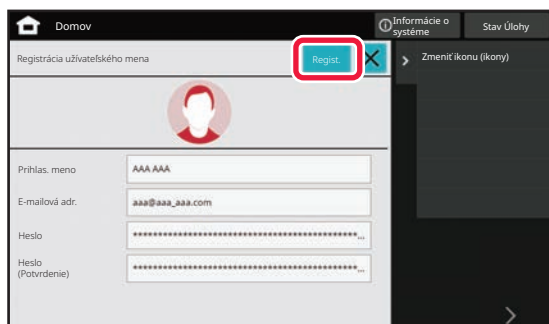 Domov
Informácie o
systéme
Stav Úlohy
Registrácia užívateľského mena
Regist.
Zmeniť ikonu (ikony)
Prihlas. meno
AAA AAA
E-mailová adr.
aaa@aaa_aaa.com
Heslo
************************************************...
Heslo
(Potvrdenie)
************************************************...